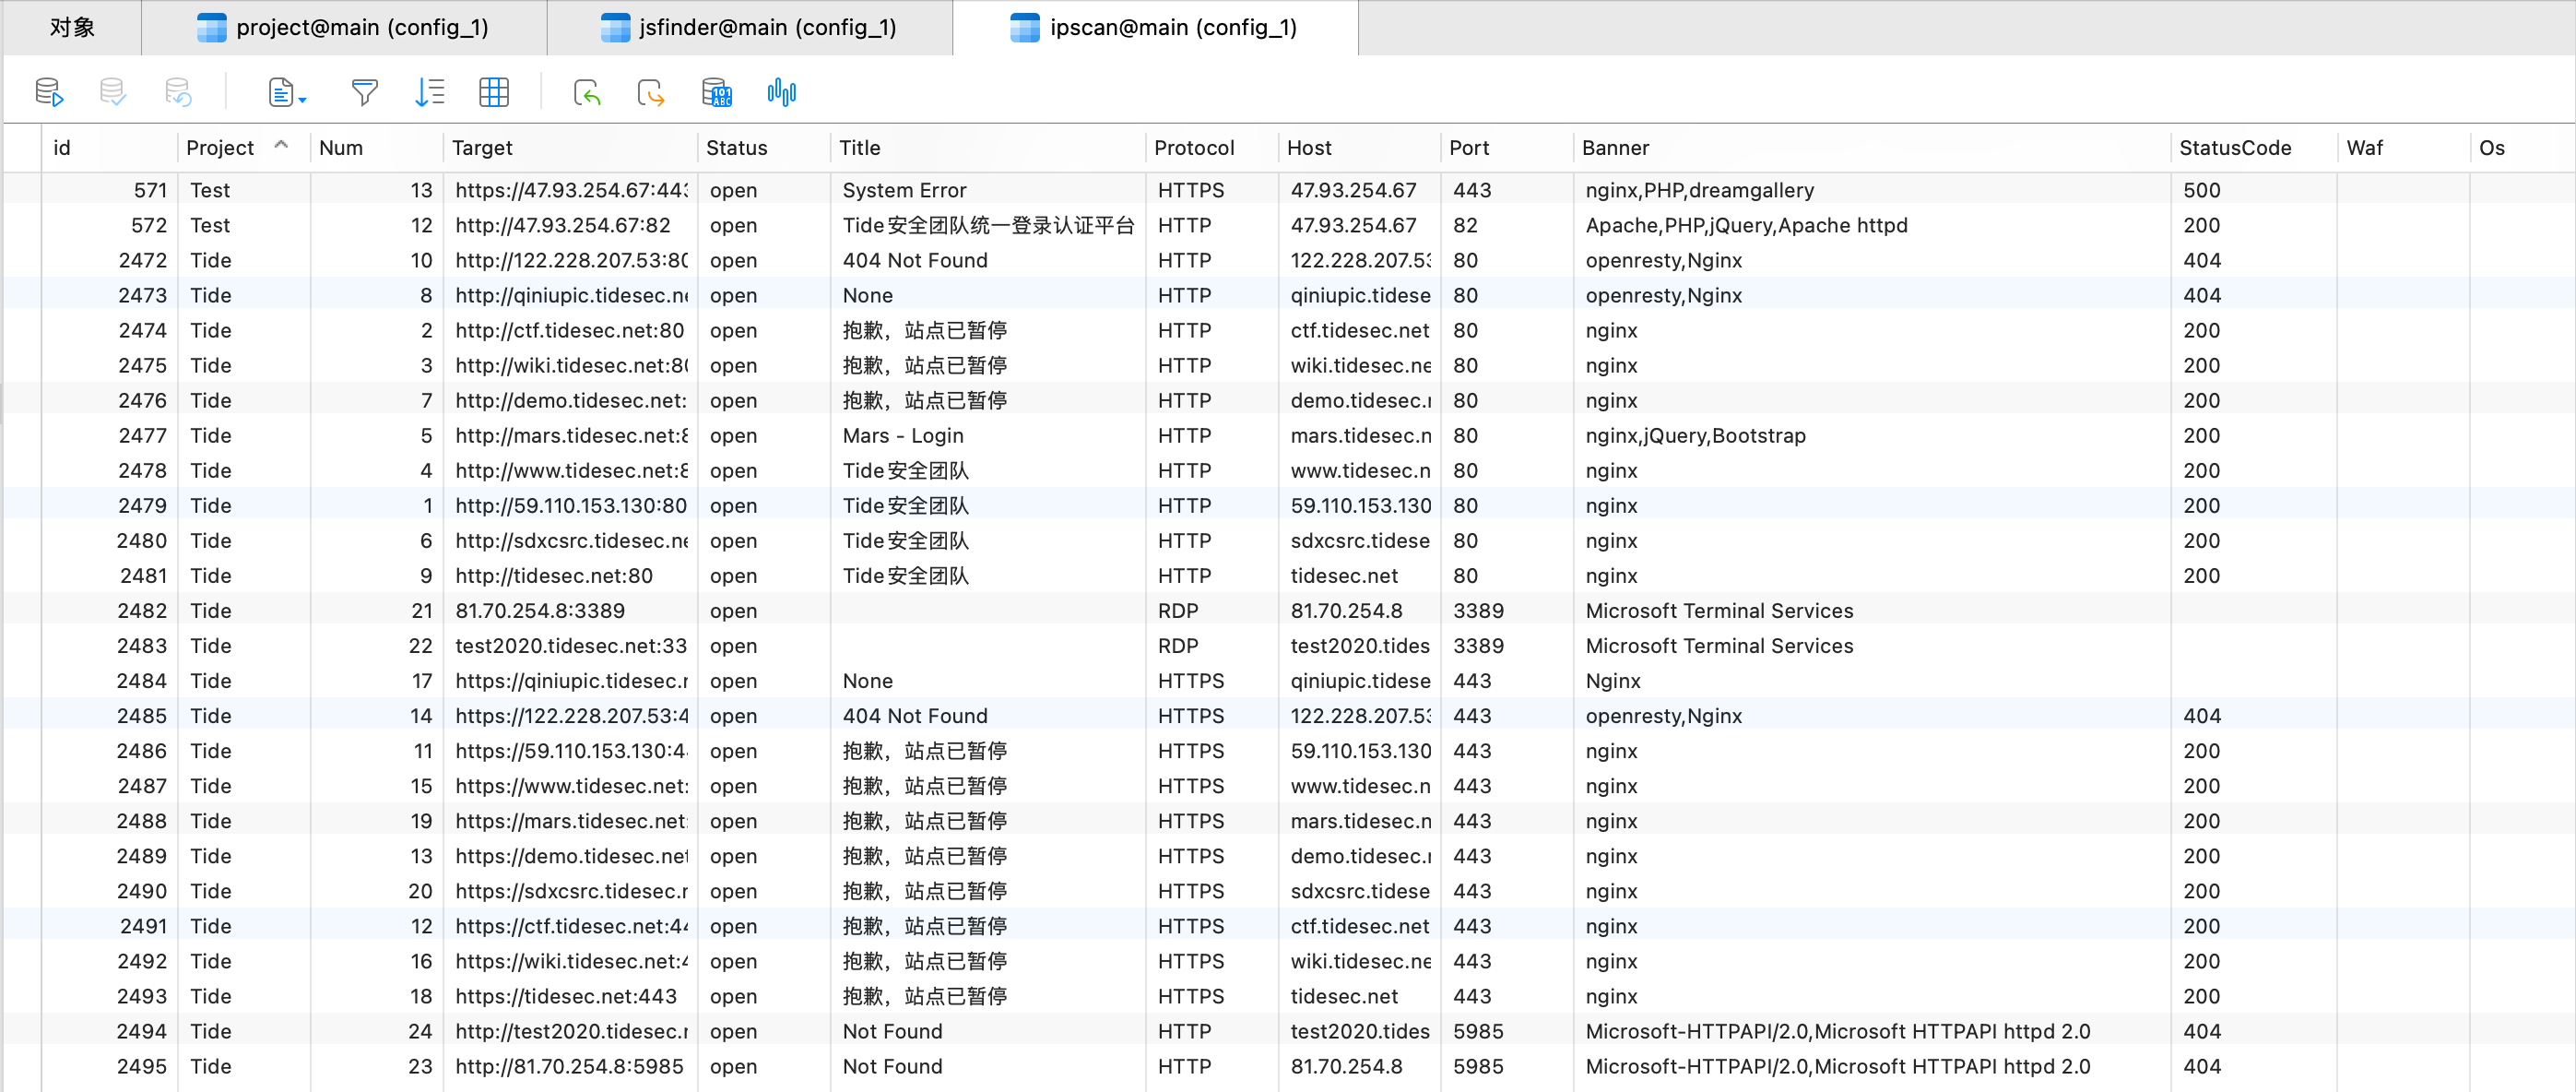 对象 project@main (config_1) jsfinder@main (config_1) ipscan@main (config_1)
id Project Num Target Status Title Protocol Host Port Banner StatusCode Waf Os
571 Test 13 https://47.93.254.67:443 open System Error HTTPS 47.93.254.67 443 nginx,PHP,dreamgallery 500
572 Test 12 http://47.93.254.67:82 open Tide安全团队统一登录认证平台 HTTP 47.93.254.67 82 Apache,PHP,jQuery,Apache httpd 200
2472 Tide 10 http://122.228.207.53:80 open 404 Not Found HTTP 122.228.207.53 80 openresty,Nginx 404
2473 Tide 8 http://qiniupic.tidesec.ne open None HTTP qiniupic.tidese 80 openresty,Nginx 404
2474 Tide 2 http://ctf.tidesec.net:80 open 抱歉，站点已暂停 HTTP ctf.tidesec.net 80 nginx 200
2475 Tide 3 http://wiki.tidesec.net:80 open 抱歉，站点已暂停 HTTP wiki.tidesec.ne 80 nginx 200
2476 Tide 7 http://demo.tidesec.net: open 抱歉，站点已暂停 HTTP demo.tidesec.n 80 nginx 200
2477 Tide 5 http://mars.tidesec.net:8 open Mars - Login HTTP mars.tidesec.n 80 nginx,jQuery,Bootstrap 200
2478 Tide 4 http://www.tidesec.net:8 open Tide安全团队 HTTP www.tidesec.n 80 nginx 200
2479 Tide 1 http://59.110.153.130:80 open Tide安全团队 HTTP 59.110.153.130 80 nginx 200
2480 Tide 6 http://sdxcsrc.tidesec.ne open Tide安全团队 HTTP sdxcsrc.tidese 80 nginx 200
2481 Tide 9 http://tidesec.net:80 open Tide安全团队 HTTP tidesec.net 80 nginx 200
2482 Tide 21 81.70.254.8:3389 open RDP 81.70.254.8 3389 Microsoft Terminal Services
2483 Tide 22 test2020.tidesec.net:33 open RDP test2020.tides 3389 Microsoft Terminal Services
2484 Tide 17 https://qiniupic.tidesec.n open None HTTPS qiniupic.tidese 443 Nginx
2485 Tide 14 https://122.228.207.53:4 open 404 Not Found HTTPS 122.228.207.53 443 openresty,Nginx 404
2486 Tide 11 https://59.110.153.130:4 open 抱歉，站点已暂停 HTTPS 59.110.153.130 443 nginx 200
2487 Tide 15 https://www.tidesec.net: open 抱歉，站点已暂停 HTTPS www.tidesec.n 443 nginx 200
2488 Tide 19 https://mars.tidesec.net: open 抱歉，站点已暂停 HTTPS mars.tidesec.n 443 nginx 200
2489 Tide 13 https://demo.tidesec.net open 抱歉，站点已暂停 HTTPS demo.tidesec.n 443 nginx 200
2490 Tide 20 https://sdxcsrc.tidesec.n open 抱歉，站点已暂停 HTTPS sdxcsrc.tidese 443 nginx 200
2491 Tide 12 https://ctf.tidesec.net:44 open 抱歉，站点已暂停 HTTPS ctf.tidesec.net 443 nginx 200
2492 Tide 16 https://wiki.tidesec.net:4 open 抱歉，站点已暂停 HTTPS wiki.tidesec.ne 443 nginx 200
2493 Tide 18 https://tidesec.net:443 open 抱歉，站点已暂停 HTTPS tidesec.net 443 nginx 200
2494 Tide 24 http://test2020.tidesec.n open Not Found HTTP test2020.tides 5985 Microsoft-HTTPAPI/2.0,Microsoft HTTPAPI httpd 2.0 404
2495 Tide 23 http://81.70.254.8:5985 open Not Found HTTP 81.70.254.8 5985 Microsoft-HTTPAPI/2.0,Microsoft HTTPAPI httpd 2.0 404